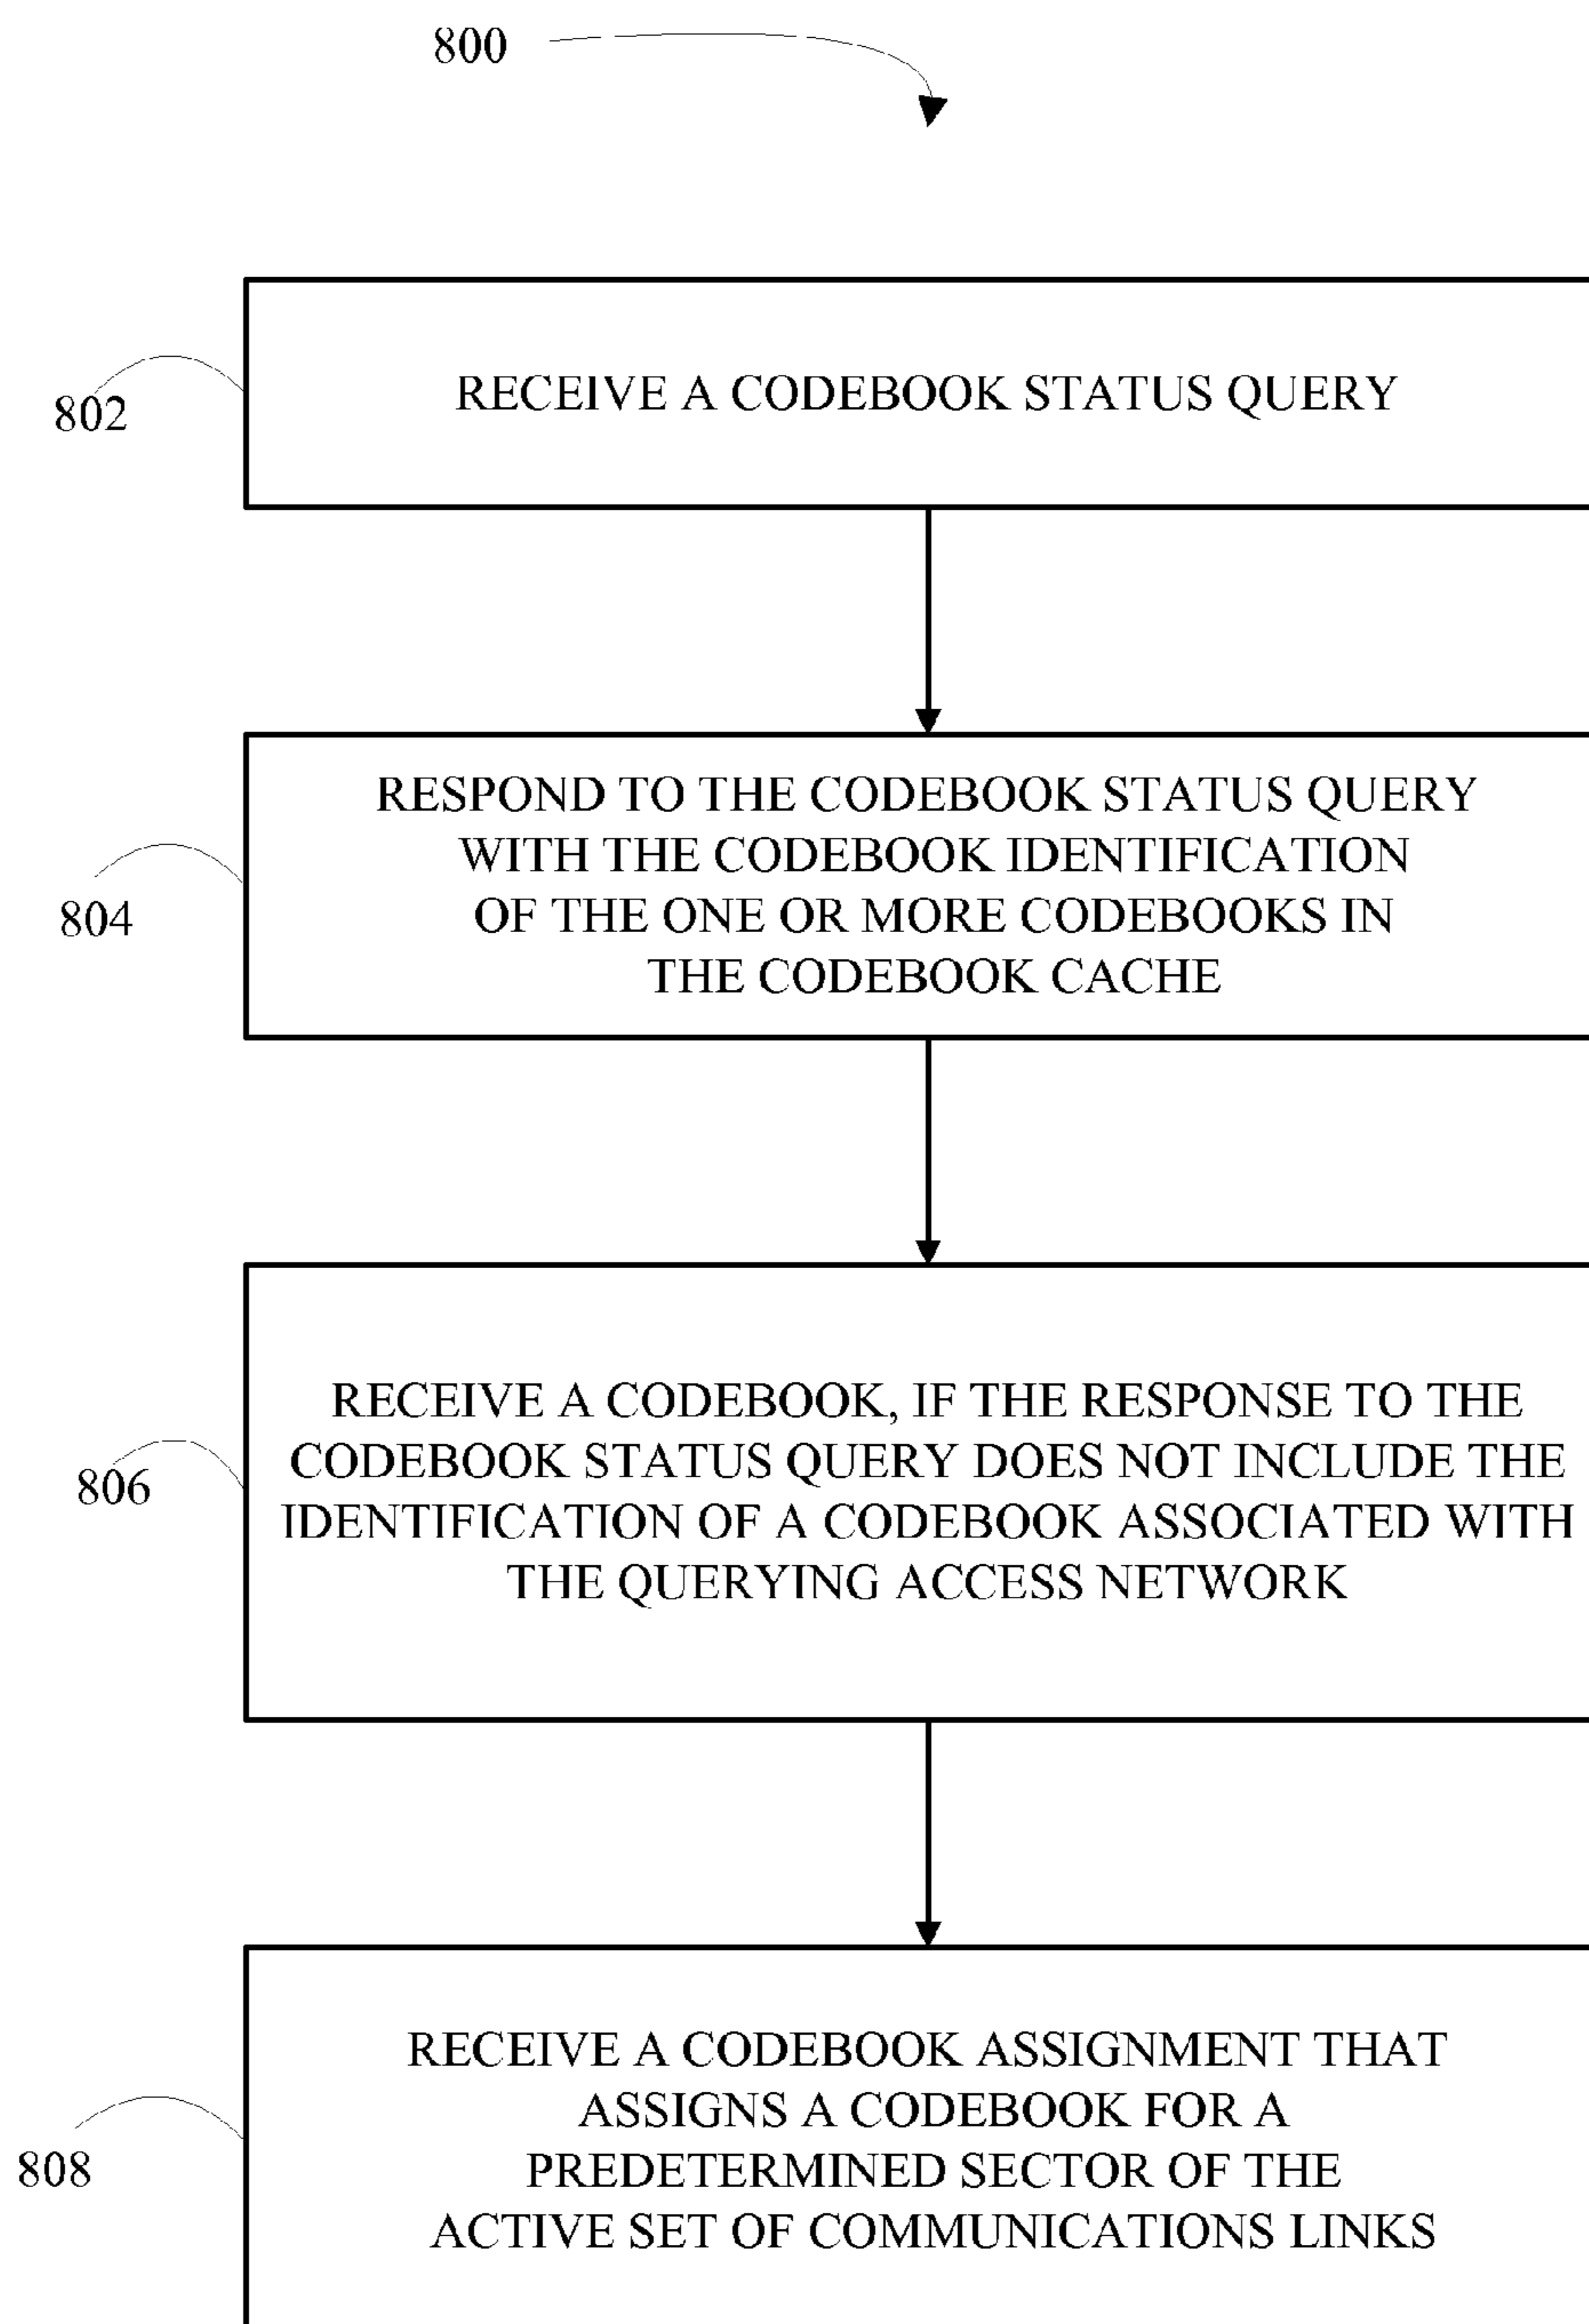 800
802
RECEIVE A CODEBOOK STATUS QUERY
804
RESPOND TO THE CODEBOOK STATUS QUERY
WITH THE CODEBOOK IDENTIFICATION
OF THE ONE OR MORE CODEBOOKS IN
THE CODEBOOK CACHE
806
RECEIVE A CODEBOOK, IF THE RESPONSE TO THE
CODEBOOK STATUS QUERY DOES NOT INCLUDE THE
IDENTIFICATION OF A CODEBOOK ASSOCIATED WITH
THE QUERYING ACCESS NETWORK
808
RECEIVE A CODEBOOK ASSIGNMENT THAT
ASSIGNS A CODEBOOK FOR A
PREDETERMINED SECTOR OF THE
ACTIVE SET OF COMMUNICATIONS LINKS